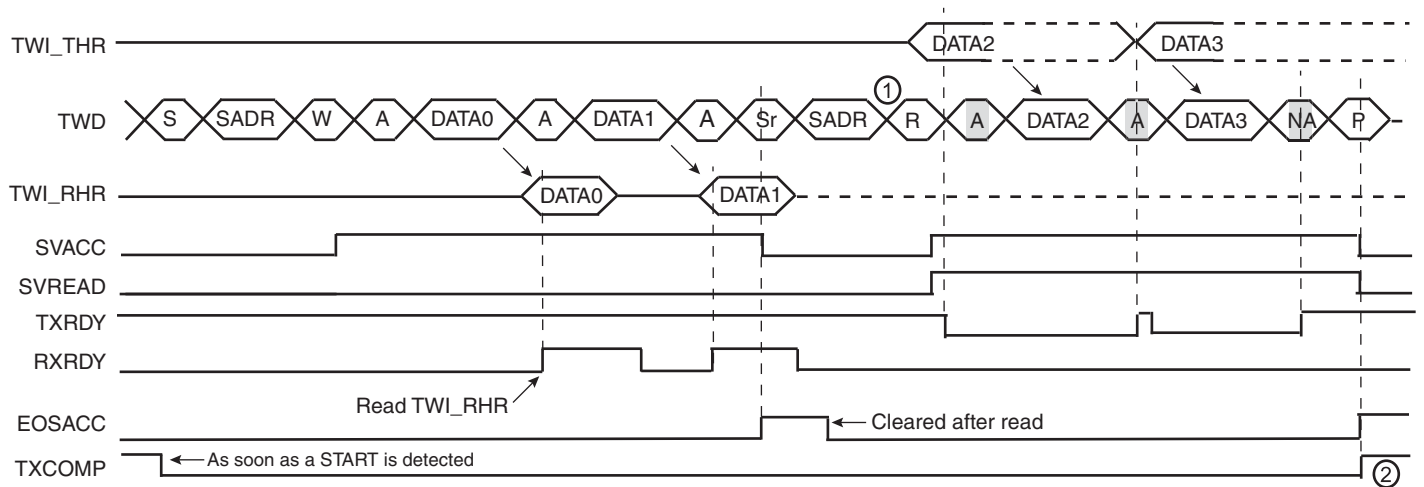 TWI_THR DATA2 DATA3
①
TWD S SADR W A DATA0 A DATA1 A Sr SADR R A DATA2 A DATA3 NA P
TWI_RHR DATA0 DATA1
SVACC
SVREAD
TXRDY
RXRDY
Read TWI_RHR
EOSACC Cleared after read
TXCOMP As soon as a START is detected ②